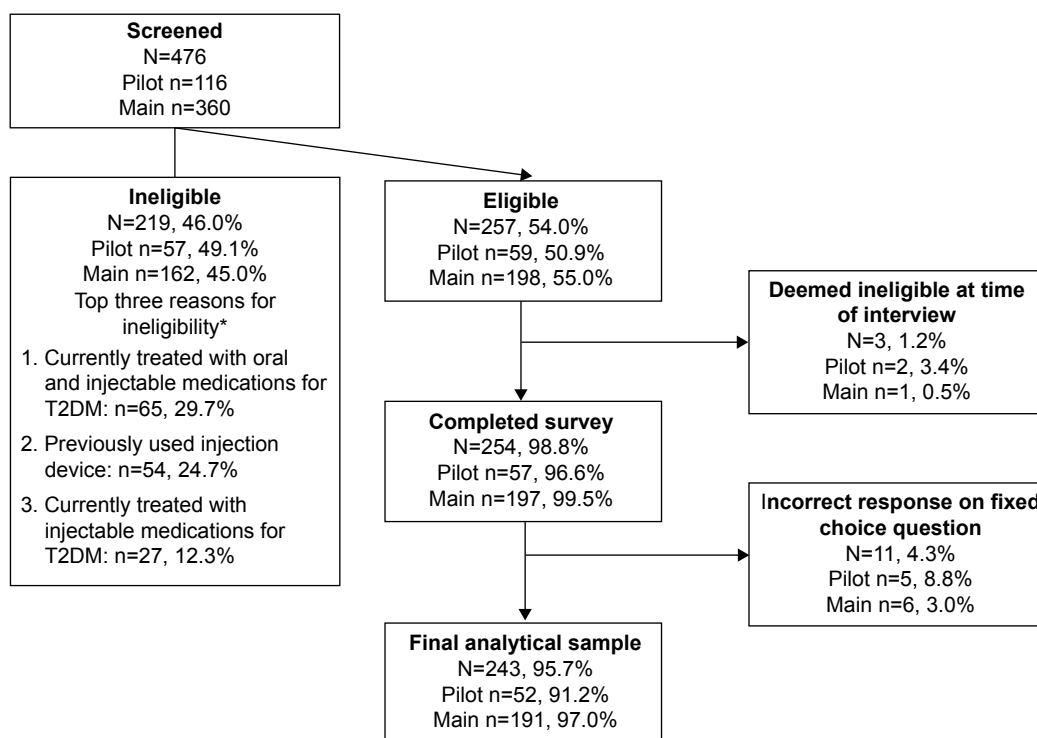 Screened
N=476
Pilot n=116
Main n=360
Ineligible
N=219, 46.0%
Pilot n=57, 49.1%
Main n=162, 45.0%
Top three reasons for
ineligibility*
1. Currently treated with oral
and injectable medications for
T2DM: n=65, 29.7%
2. Previously used injection
device: n=54, 24.7%
3. Currently treated with
injectable medications for
T2DM: n=27, 12.3%
Eligible
N=257, 54.0%
Pilot n=59, 50.9%
Main n=198, 55.0%
Deemed ineligible at time
of interview
N=3, 1.2%
Pilot n=2, 3.4%
Main n=1, 0.5%
Completed survey
N=254, 98.8%
Pilot n=57, 96.6%
Main n=197, 99.5%
Incorrect response on fixed
choice question
N=11, 4.3%
Pilot n=5, 8.8%
Main n=6, 3.0%
Final analytical sample
N=243, 95.7%
Pilot n=52, 91.2%
Main n=191, 97.0%